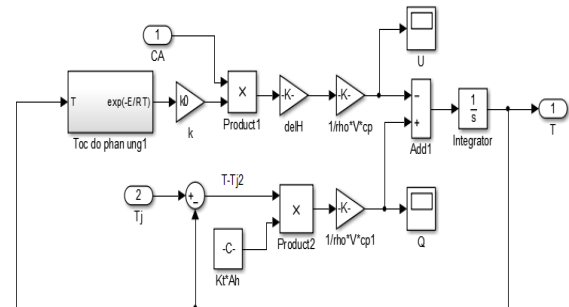 1
CA
T
exp(-E/RT)
Toc do phan ung1
k0
k
×
Product1
-K-
delH
-K-
1/rho*V*cp
U
−
+
Add1
1
s
Integrator
1
T
2
Tj
+
−
T-Tj2
-C-
Kt*Ah
×
Product2
-K-
1/rho*V*cp1
Q